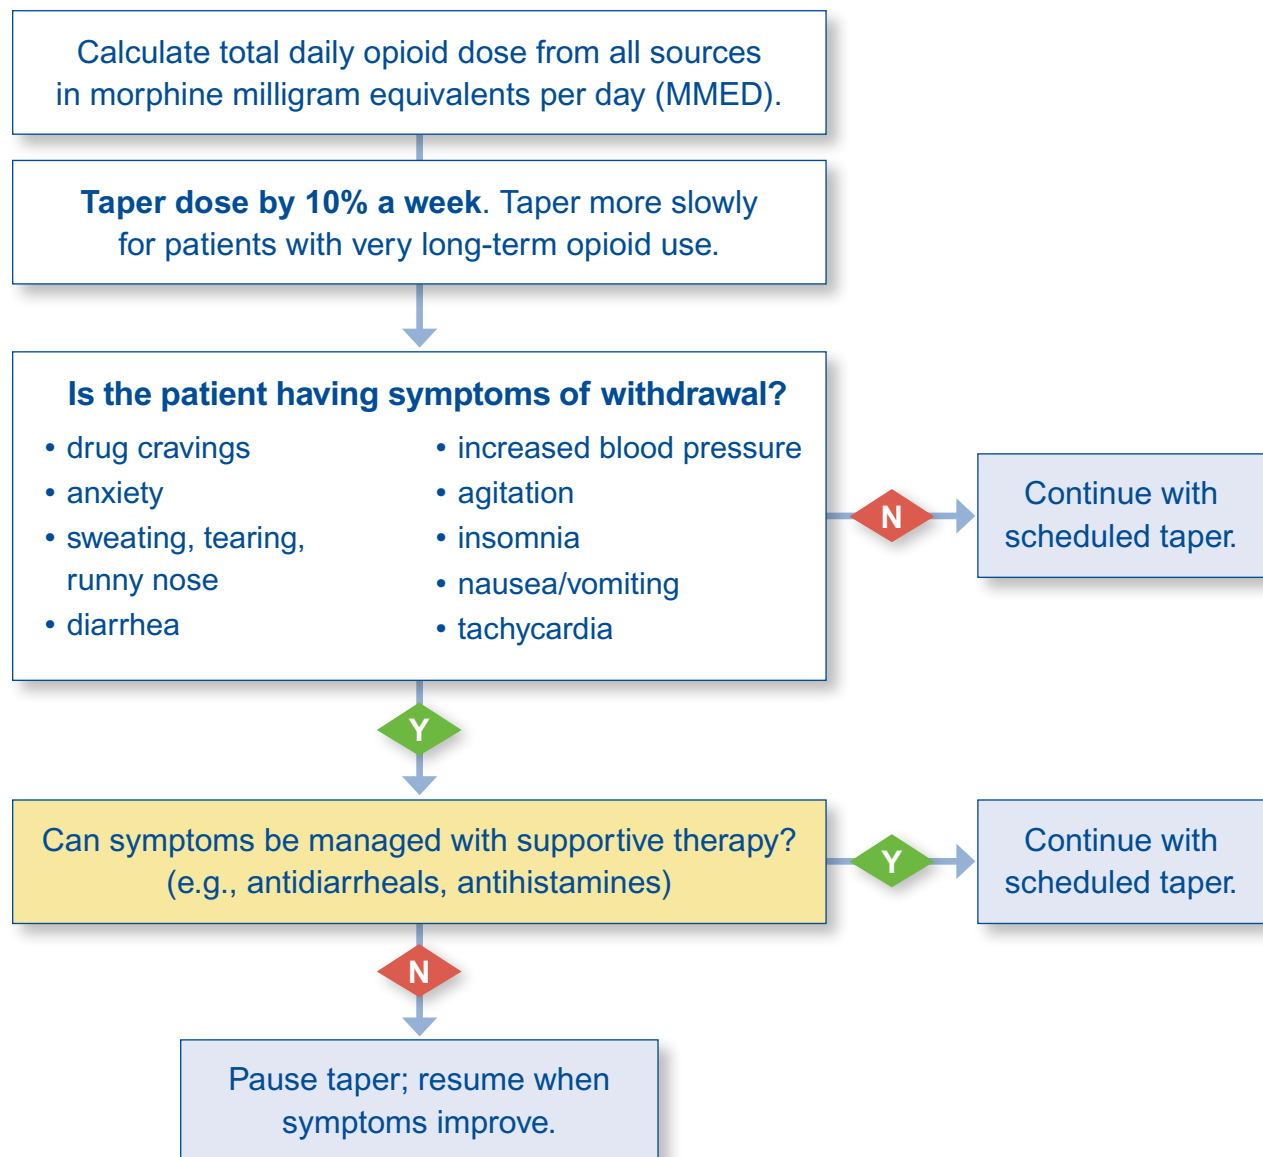 Calculate total daily opioid dose from all sources
in morphine milligram equivalents per day (MMED).
Taper dose by 10% a week. Taper more slowly
for patients with very long-term opioid use.
Is the patient having symptoms of withdrawal?
• drug cravings
• anxiety
• sweating, tearing,
runny nose
• diarrhea
• increased blood pressure
• agitation
• insomnia
• nausea/vomiting
• tachycardia
N
Continue with
scheduled taper.
Y
Can symptoms be managed with supportive therapy?
(e.g., antidiarrheals, antihistamines)
Y
Continue with
scheduled taper.
N
Pause taper; resume when
symptoms improve.